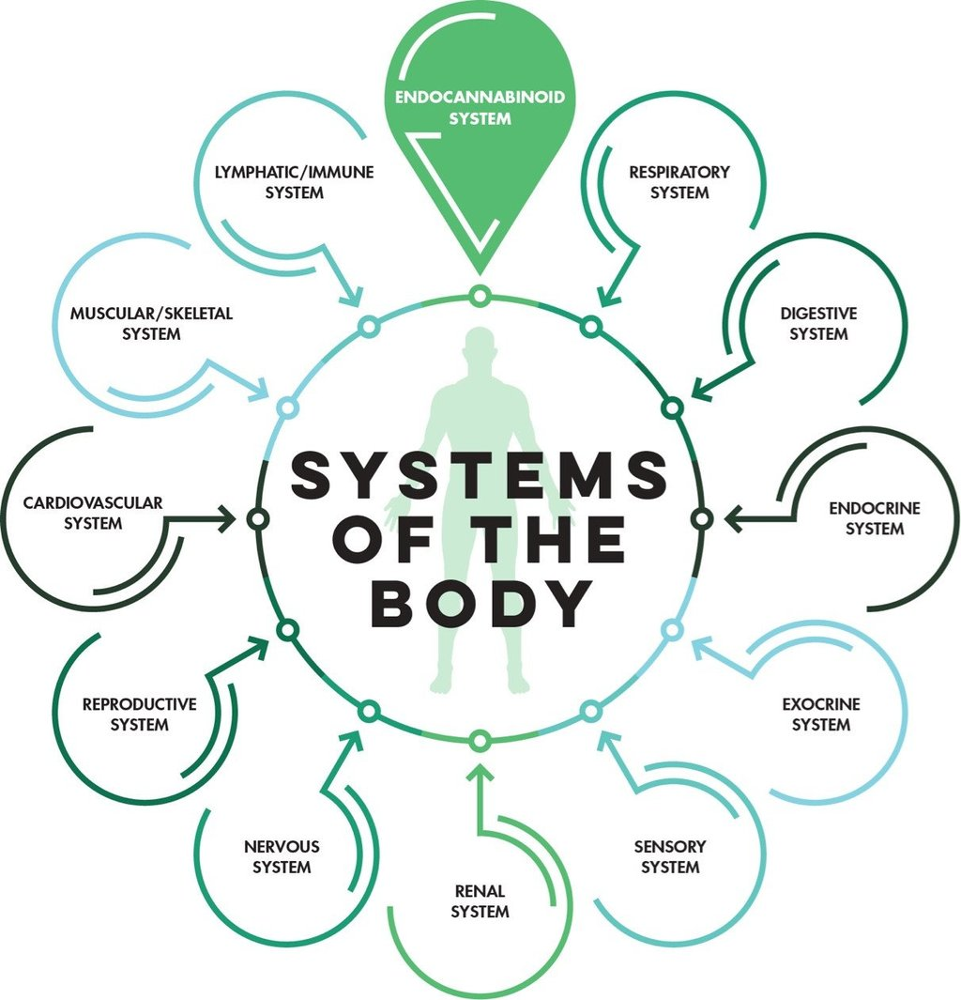 ENDOCANNABINOID
SYSTEM
RESPIRATORY
SYSTEM
DIGESTIVE
SYSTEM
ENDOCRINE
SYSTEM
EXOCRINE
SYSTEM
SENSORY
SYSTEM
RENAL
SYSTEM
NERVOUS
SYSTEM
REPRODUCTIVE
SYSTEM
CARDIOVASCULAR
SYSTEM
MUSCULAR/SKELETAL
SYSTEM
LYMPHATIC/IMMUNE
SYSTEM
SYSTEMS
OF THE
BODY